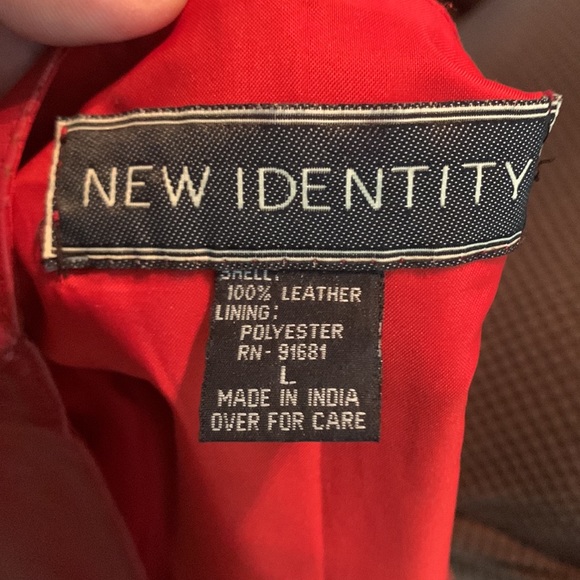 NEW IDENTITY
SHELL:
100% LEATHER
LINING:
POLYESTER
RN- 91681
L
MADE IN INDIA
OVER FOR CARE